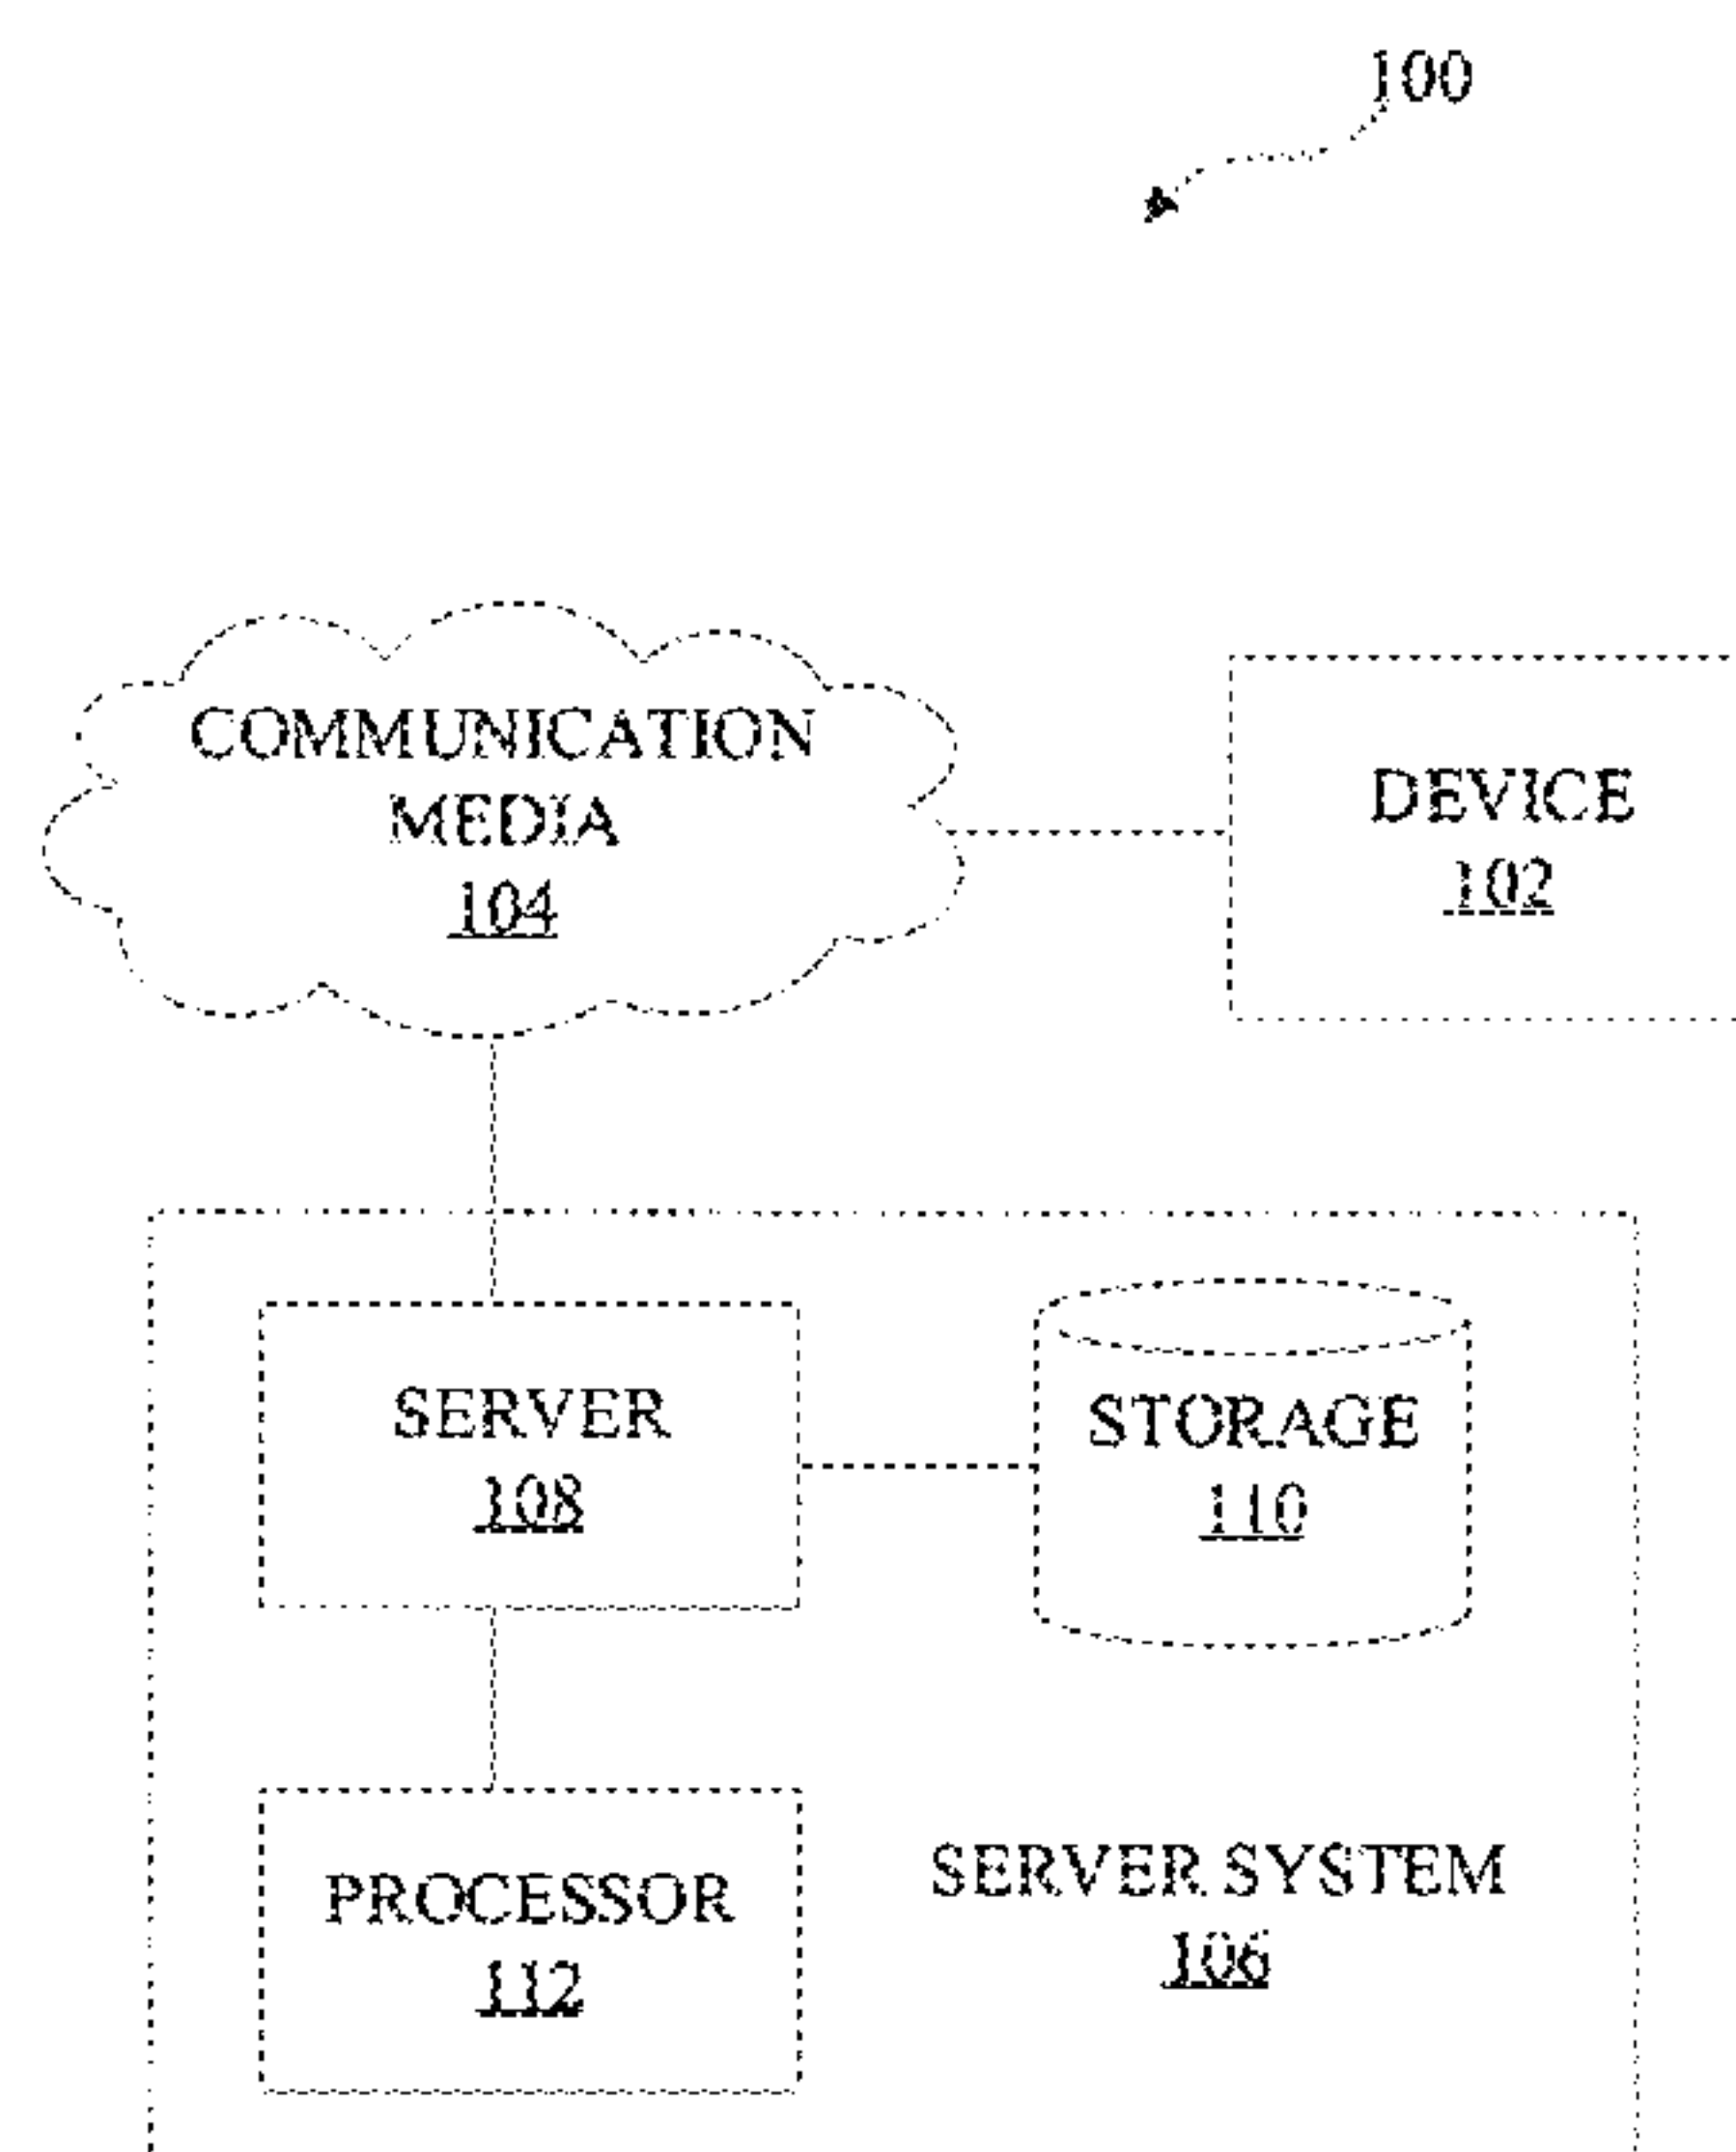 100
COMMUNICATION
MEDIA
104
DEVICE
102
SERVER
108
STORAGE
110
PROCESSOR
112
SERVER SYSTEM
106